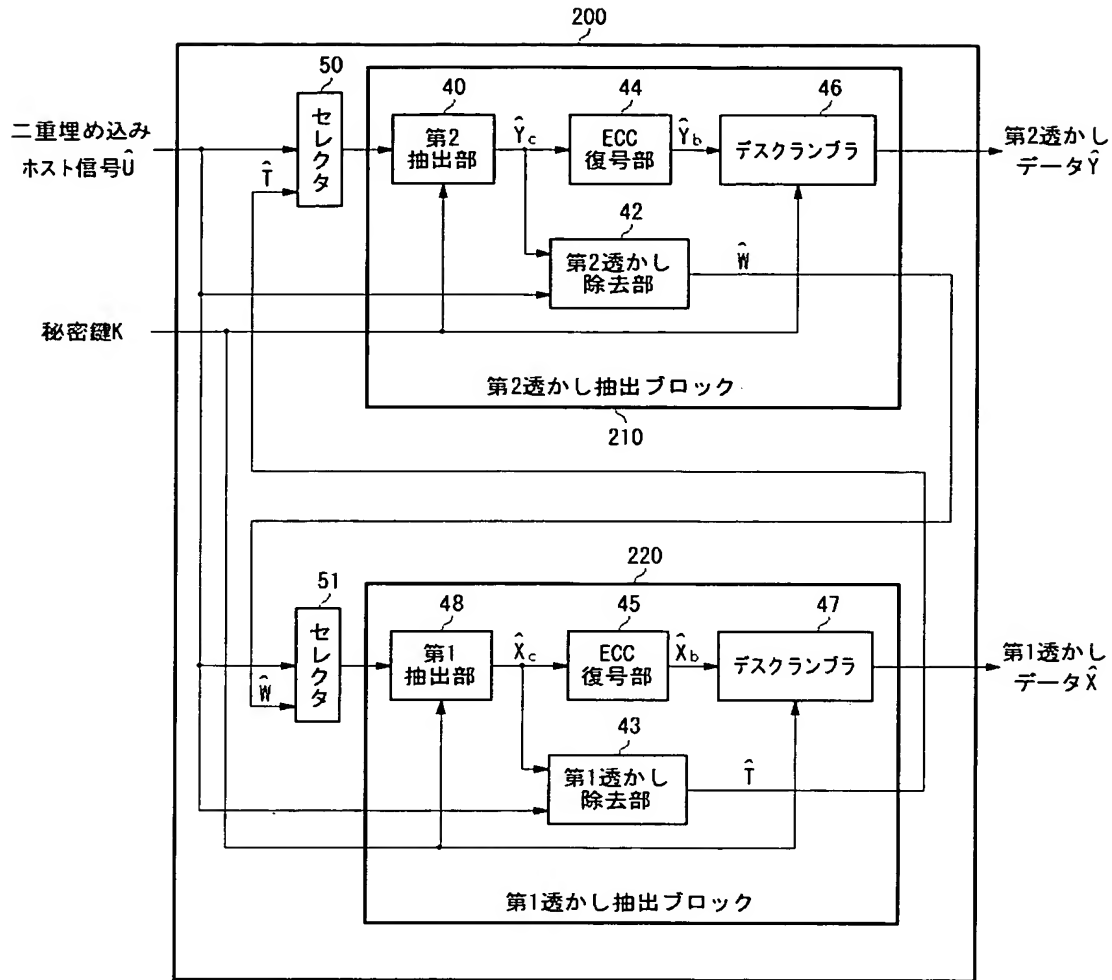 200
50
セレクタ
40
第2
抽出部
Ŷc
44
ECC
復号部
Ŷb
46
デスクランブラ
二重埋め込み
ホスト信号Û
T̂
第2透かし
データŶ
42
第2透かし
除去部
Ŵ
秘密鍵K
第2透かし抽出ブロック
210
220
51
セレクタ
48
第1
抽出部
X̂c
45
ECC
復号部
X̂b
47
デスクランブラ
Ŵ
第1透かし
データX̂
43
第1透かし
除去部
T̂
第1透かし抽出ブロック